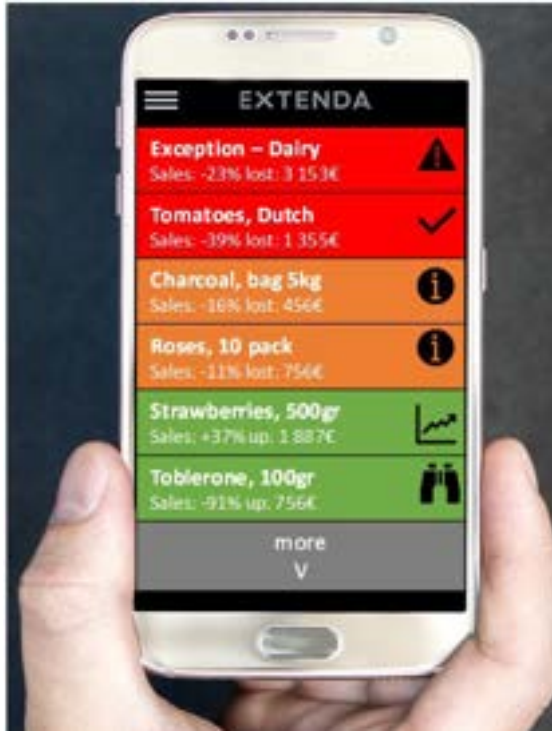 EXTENDA
Exception – Dairy
Sales: -23% lost: 3 153€
Tomatoes, Dutch
Sales: -39% lost: 1 355€
Charcoal, bag 5kg
Sales: -16% lost: 456€
Roses, 10 pack
Sales: -11% lost: 756€
Strawberries, 500gr
Sales: +37% up: 1 887€
Toblerone, 100gr
Sales: -91% up: 756€
more
V